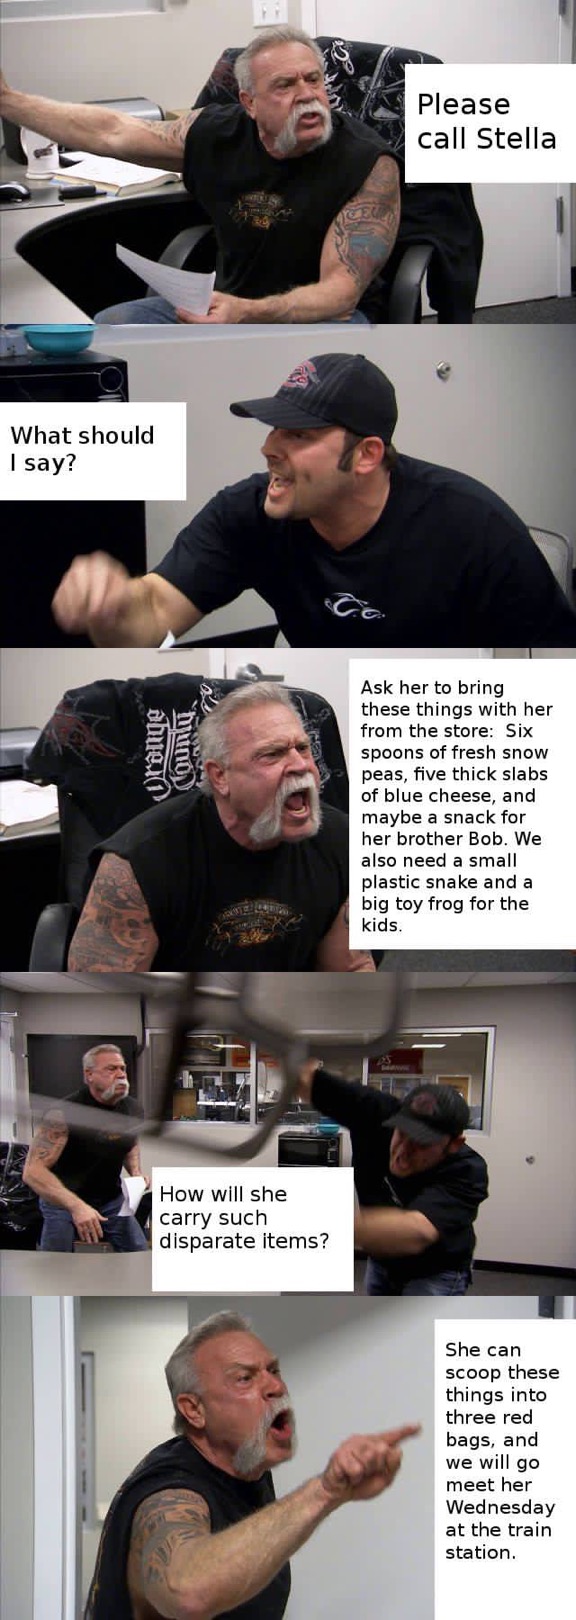 Please
call Stella
What should
I say?
Orange
County
Ask her to bring
these things with her
from the store:  Six
spoons of fresh snow
peas, five thick slabs
of blue cheese, and
maybe a snack for
her brother Bob. We
also need a small
plastic snake and a
big toy frog for the
kids.
How will she
carry such
disparate items?
She can
scoop these
things into
three red
bags, and
we will go
meet her
Wednesday
at the train
station.